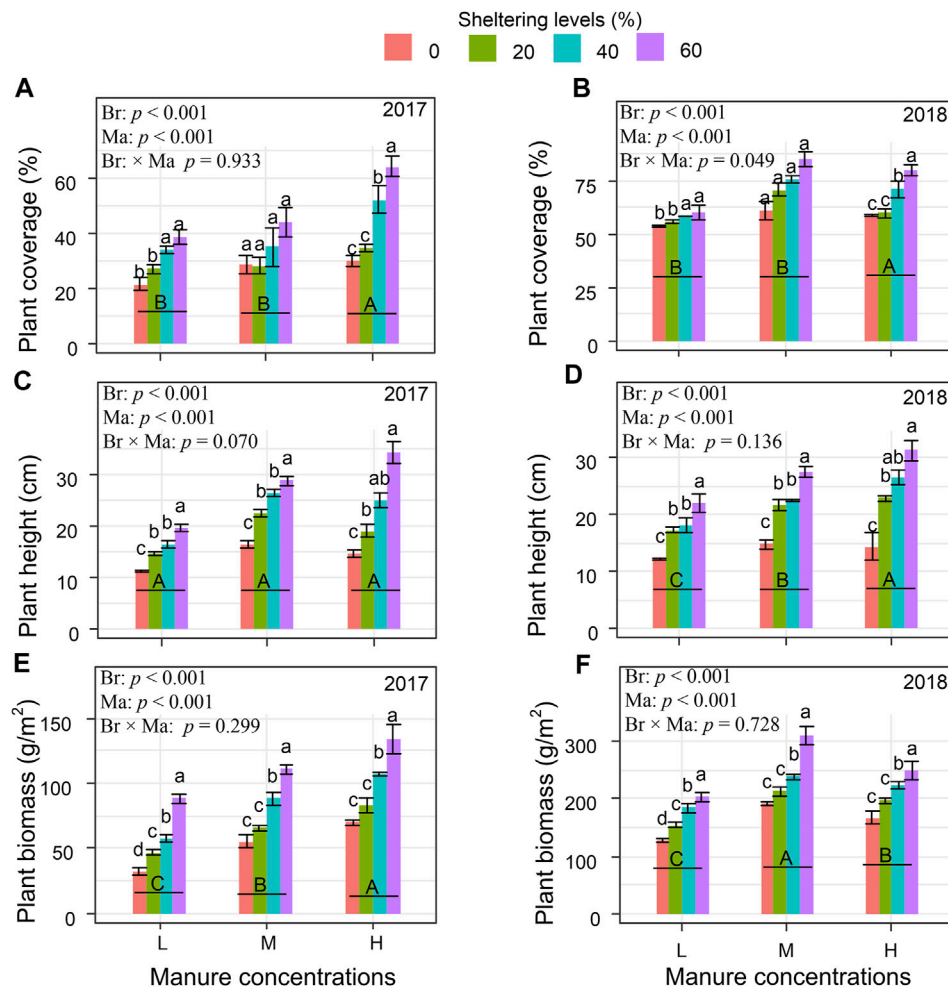 Sheltering levels (%)
0 20 40 60
A
Br: p < 0.001
2017
Ma: p < 0.001
Br: × Ma p = 0.933
Plant coverage (%)
60
40
20
0
b b a a
a a a a
c c b a
B B A
B
Br: p < 0.001
2018
Ma: p < 0.001
Br × Ma: p = 0.049
Plant coverage (%)
75
50
25
0
b b a a
a a a a
c c b a
B B A
C
Br: p < 0.001
2017
Ma: p < 0.001
Br × Ma: p = 0.070
Plant height (cm)
30
20
10
0
c b b a
c b b a
c b ab a
A A A
D
Br: p < 0.001
2018
Ma: p < 0.001
Br × Ma: p = 0.136
Plant height (cm)
30
20
10
0
c b b a
c b b a
c ab b a
C B A
E
Br: p < 0.001
2017
Ma: p < 0.001
Br × Ma: p = 0.299
Plant biomass (g/m²)
150
100
50
0
d c c a
c c b a
c c b a
C B A
L M H
Manure concentrations
F
Br: p < 0.001
2018
Ma: p < 0.001
Br × Ma: p = 0.728
Plant biomass (g/m²)
300
200
100
0
d c b a
c c b a
c c b a
C A B
L M H
Manure concentrations